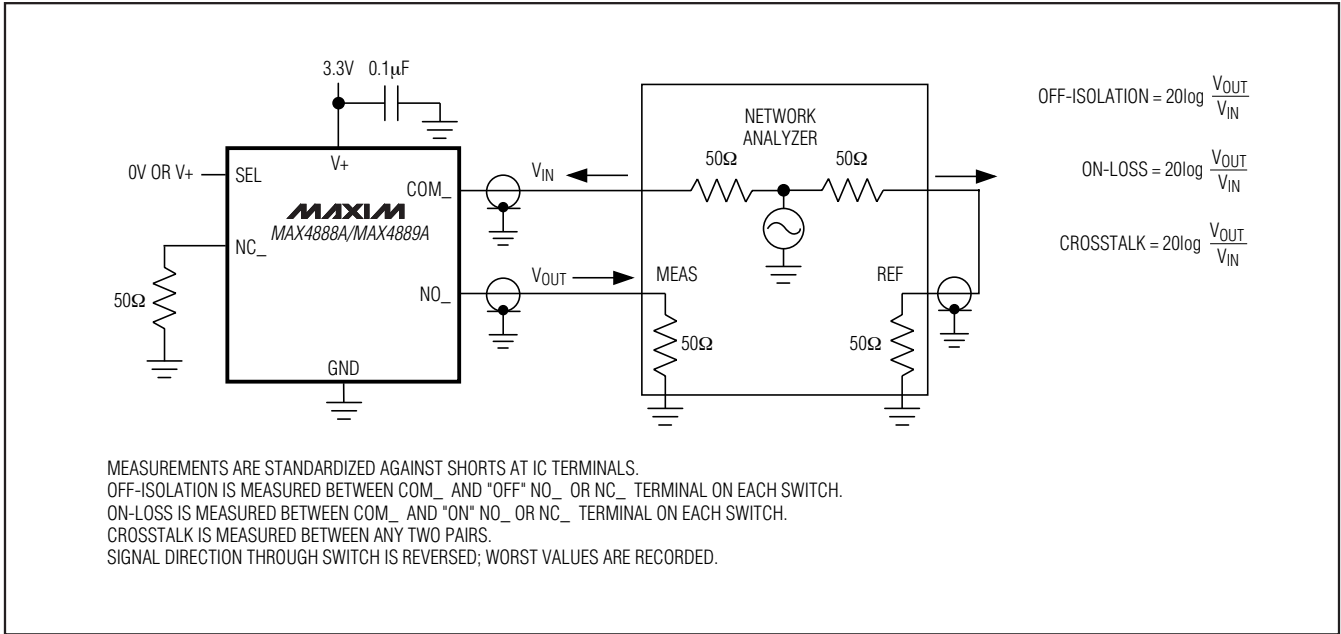 3.3V 0.1μF
0V OR V+
SEL
V+
COM_
MAXIM
MAX4888A/MAX4889A
NC_
NO_
50Ω
GND
VIN
VOUT
NETWORK
ANALYZER
50Ω 50Ω
MEAS REF
50Ω 50Ω
OFF-ISOLATION = 20log VOUT
VIN
ON-LOSS = 20log VOUT
VIN
CROSSTALK = 20log VOUT
VIN
MEASUREMENTS ARE STANDARDIZED AGAINST SHORTS AT IC TERMINALS.
OFF-ISOLATION IS MEASURED BETWEEN COM_ AND "OFF" NO_ OR NC_ TERMINAL ON EACH SWITCH.
ON-LOSS IS MEASURED BETWEEN COM_ AND "ON" NO_ OR NC_ TERMINAL ON EACH SWITCH.
CROSSTALK IS MEASURED BETWEEN ANY TWO PAIRS.
SIGNAL DIRECTION THROUGH SWITCH IS REVERSED; WORST VALUES ARE RECORDED.